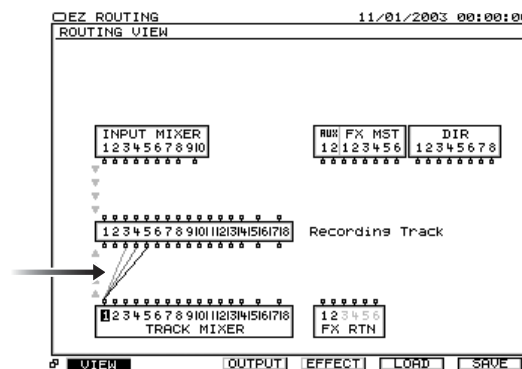 EZ ROUTING 11/01/2003 00:00:00
ROUTING VIEW
INPUT MIXER
12345678910
AUX FX MST
12123456
DIR
12345678
123456789101112131415161718 Recording Track
123456789101112131415161718
TRACK MIXER
123456
FX RTN
VIEW OUTPUT EFFECT LOAD SAVE